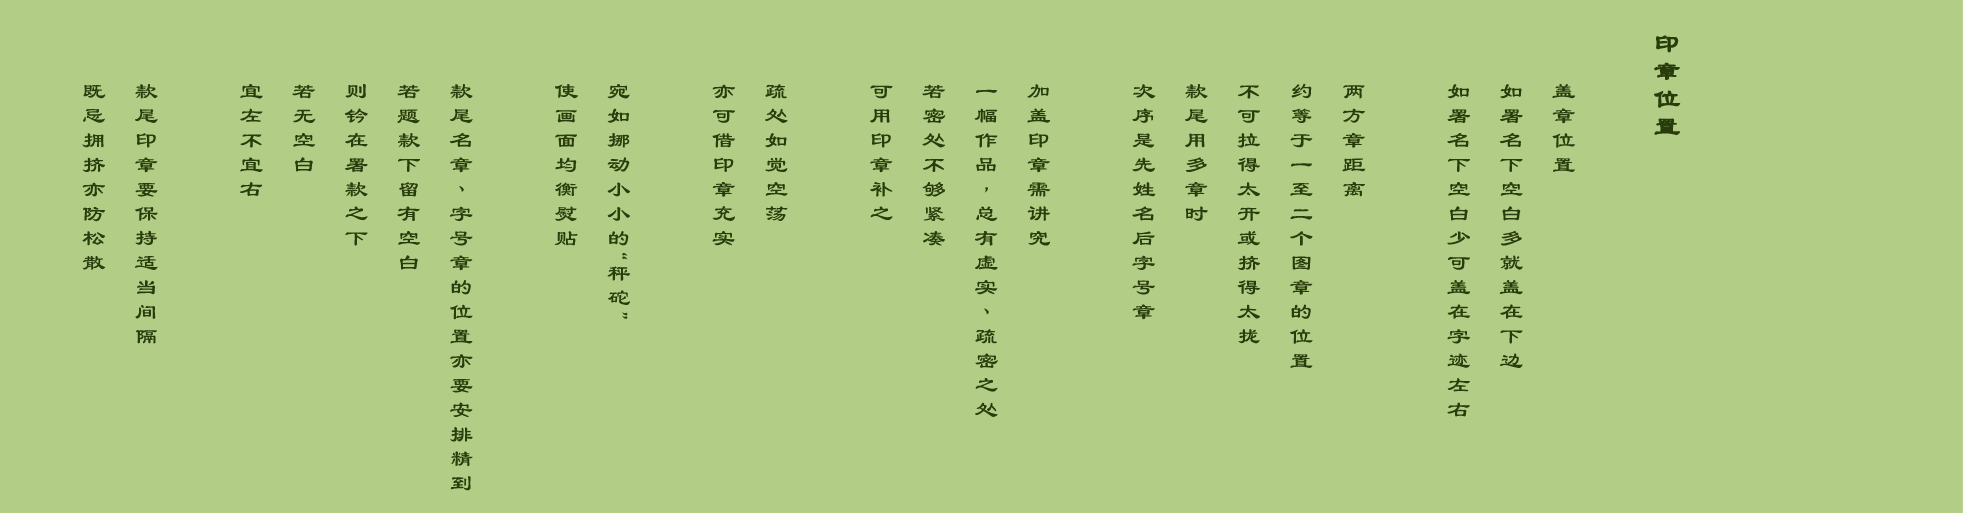 印章位置
盖章位置
如署名下空白多就盖在下边
如署名下空白少可盖在字迹左右
两方章距离
约等于一至二个图章的位置
不可拉得太开或挤得太拢
款尾用多章时
次序是先姓名后字号章
加盖印章需讲究
一幅作品，总有虚实、疏密之处
若密处不够紧凑
可用印章补之
疏处如觉空荡
亦可借印章充实
宛如挪动小小的“秤砣”
使画面均衡熨贴
款尾名章、字号章的位置亦要安排精到
若题款下留有空白
则钤在署款之下
若无空白
宜左不宜右
款尾印章要保持适当间隔
既忌拥挤亦防松散